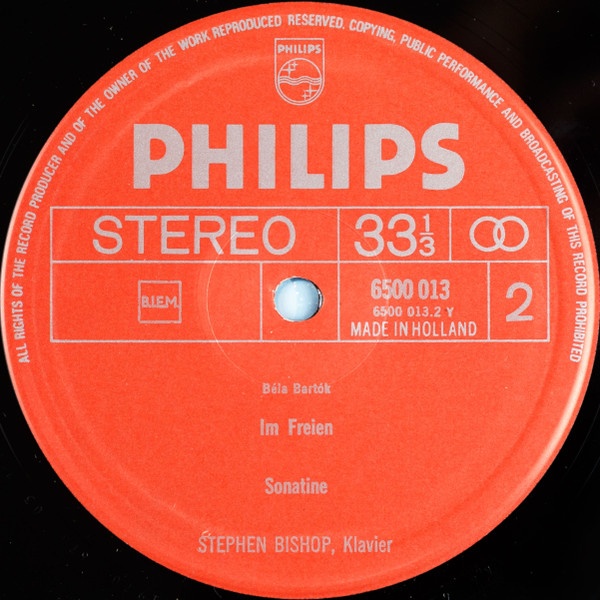 ALL RIGHTS OF THE RECORD PRODUCER AND OF THE OWNER OF THE WORK REPRODUCED RESERVED. COPYING, PUBLIC PERFORMANCE AND BROADCASTING OF THIS RECORD PROHIBITED
PHILIPS
PHILIPS
STEREO
33 1/3
B.I.E.M.
6500 013
6500 013.2 Y
MADE IN HOLLAND
2
Béla Bartók
Im Freien
Sonatine
STEPHEN BISHOP, Klavier